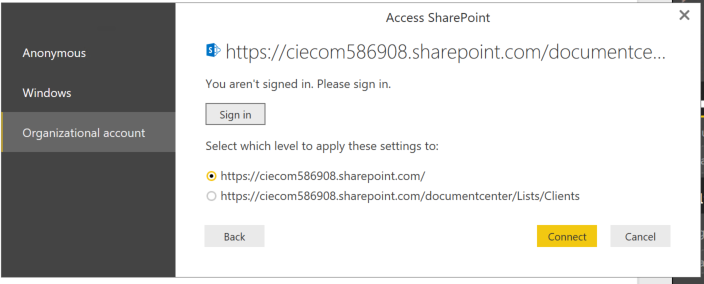 Access SharePoint
Anonymous
Windows
Organizational account
https://ciecom586908.sharepoint.com/documentce...
You aren't signed in. Please sign in.
Sign in
Select which level to apply these settings to:
https://ciecom586908.sharepoint.com/
https://ciecom586908.sharepoint.com/documentcenter/Lists/Clients
Back
Connect
Cancel